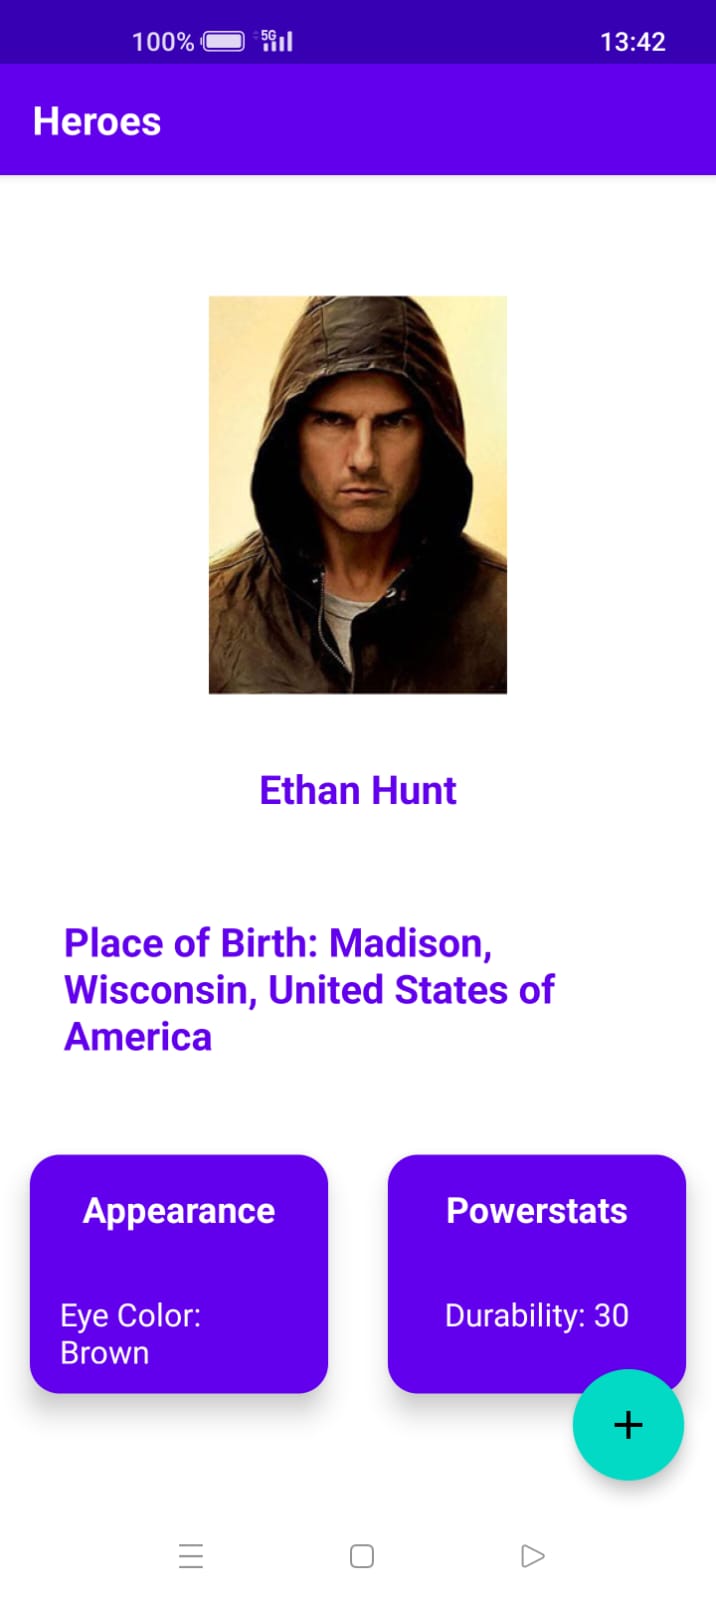 100% 5G 13:42
Heroes
Ethan Hunt
Place of Birth: Madison,
Wisconsin, United States of
America
Appearance
Eye Color:
Brown
Powerstats
Durability: 30
+